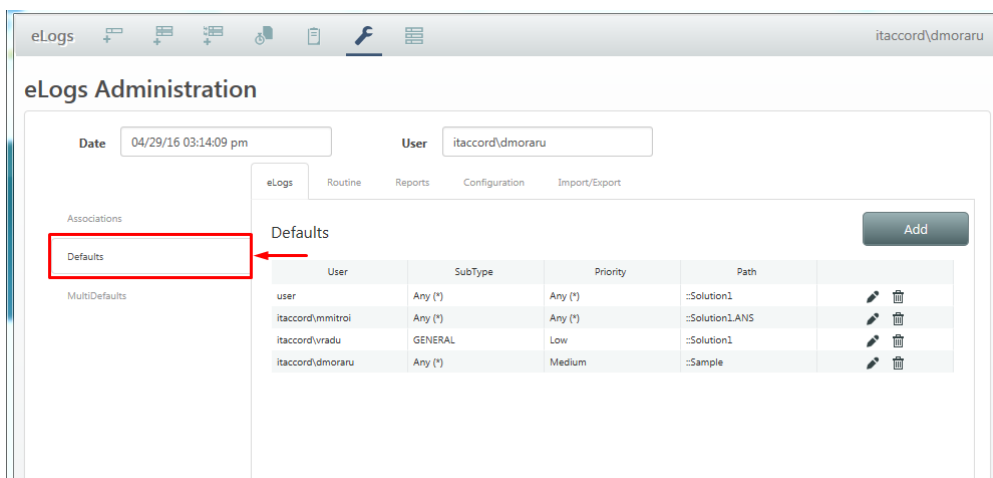 eLogs itaccord\dmoraru
eLogs Administration
Date 04/29/16 03:14:09 pm User itaccord\dmoraru
eLogs Routine Reports Configuration Import/Export
Associations
Defaults
MultiDefaults
Defaults Add
User SubType Priority Path
user Any (*) Any (*) ::Solution1
itaccord\mmitroi Any (*) Any (*) ::Solution1.ANS
itaccord\vradu GENERAL Low ::Solution1
itaccord\dmoraru Any (*) Medium ::Sample